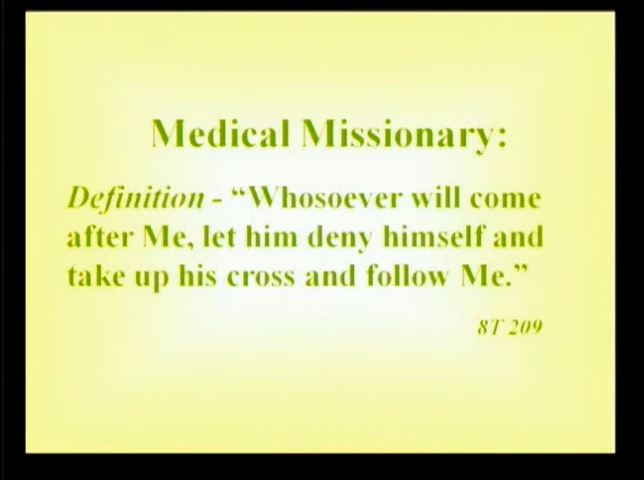 Medical Missionary:
Definition - “Whosoever will come
after Me, let him deny himself and
take up his cross and follow Me.”
8T 209